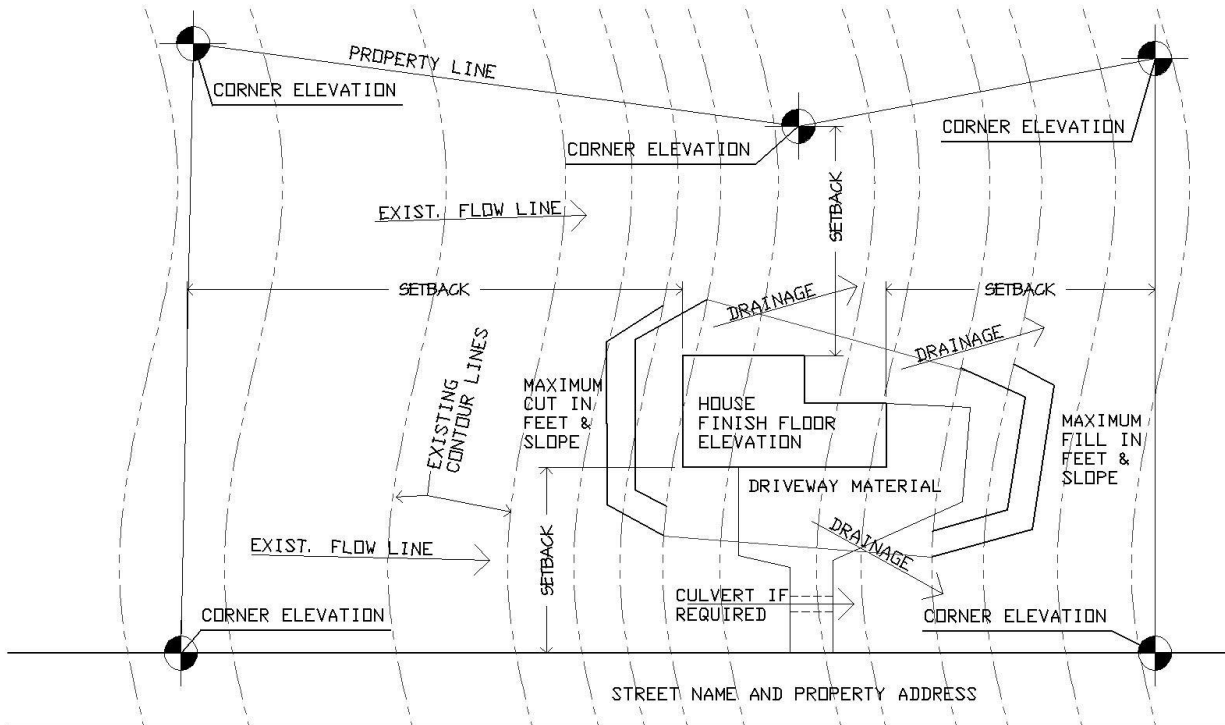 PROPERTY LINE
CORNER ELEVATION
CORNER ELEVATION
CORNER ELEVATION
SETBACK
EXIST. FLOW LINE
SETBACK
DRAINAGE
SETBACK
DRAINAGE
EXISTING
CONTOUR LINES
MAXIMUM
CUT IN
FEET &
SLOPE
HOUSE
FINISH FLOOR
ELEVATION
MAXIMUM
FILL IN
FEET &
SLOPE
DRIVEWAY MATERIAL
EXIST. FLOW LINE
SETBACK
DRAINAGE
CULVERT IF
REQUIRED
CORNER ELEVATION
CORNER ELEVATION
STREET NAME AND PROPERTY ADDRESS